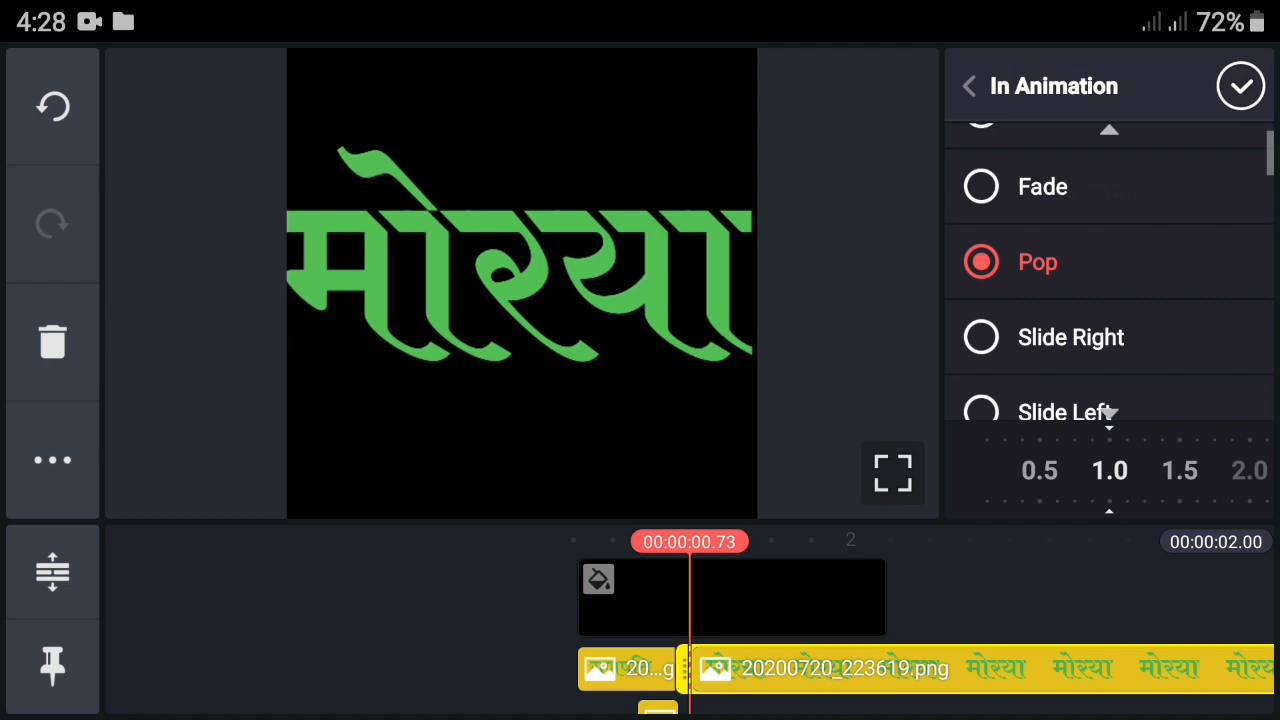 4:28
72%
In Animation
Fade
Pop
Slide Right
Slide Left
0.5 1.0 1.5 2.0
मोरया
00:00:00.73
2
00:00:02.00
20...g
20200720_223619.png
मोरया मोरया मोरया